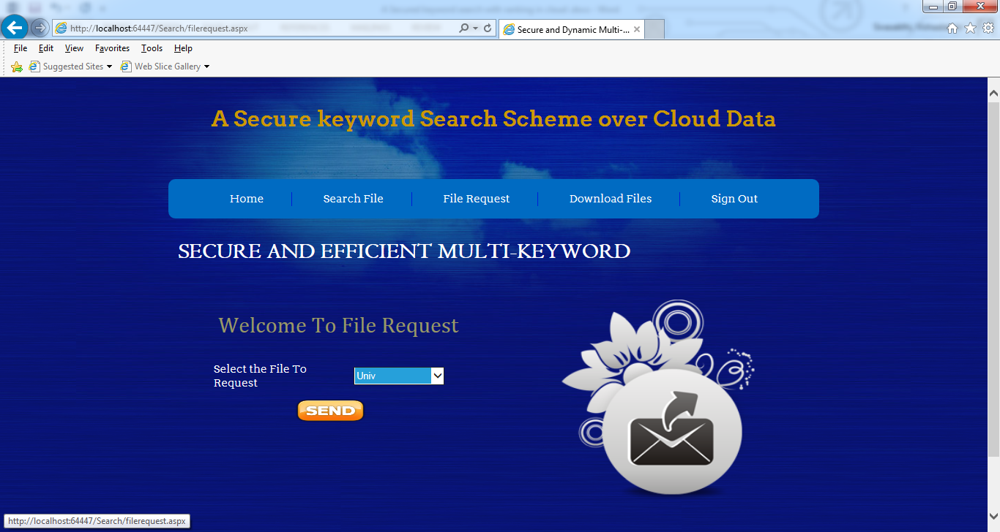 http://localhost:64447/Search/filerequest.aspx
Secure and Dynamic Multi-...
File Edit View Favorites Tools Help
Suggested Sites Web Slice Gallery
A Secure keyword Search Scheme over Cloud Data
Home Search File File Request Download Files Sign Out
SECURE AND EFFICIENT MULTI-KEYWORD
Welcome To File Request
Select the File To
Request
Univ
SEND
http://localhost:64447/Search/filerequest.aspx